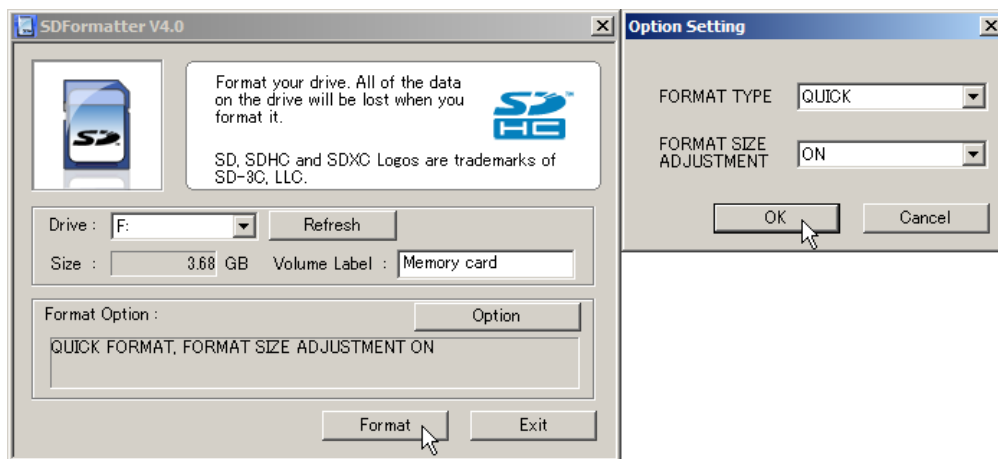 SDFormatter V4.0
SD
Format your drive. All of the data
on the drive will be lost when you
format it.
SD, SDHC and SDXC Logos are trademarks of
SD-3C, LLC.
SD™
HC
Drive : F: Refresh
Size : 3.68 GB Volume Label : Memory card
Format Option :
Option
QUICK FORMAT, FORMAT SIZE ADJUSTMENT ON
Format Exit
Option Setting
FORMAT TYPE QUICK
FORMAT SIZE
ADJUSTMENT ON
OK Cancel